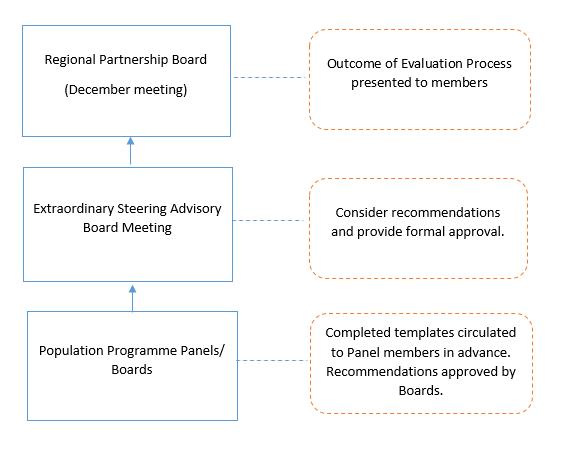 Regional Partnership Board
(December meeting)
Outcome of Evaluation Process
presented to members
Extraordinary Steering Advisory
Board Meeting
Consider recommendations
and provide formal approval.
Population Programme Panels/
Boards
Completed templates circulated
to Panel members in advance.
Recommendations approved by
Boards.